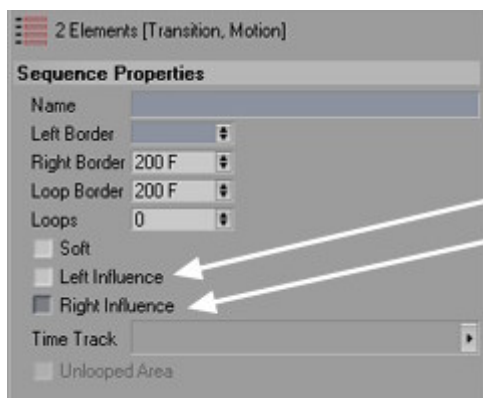 2 Elements [Transition, Motion]
Sequence Properties
Name
Left Border
Right Border 200 F
Loop Border 200 F
Loops 0
Soft
Left Influence
Right Influence
Time Track
Unlooped Area